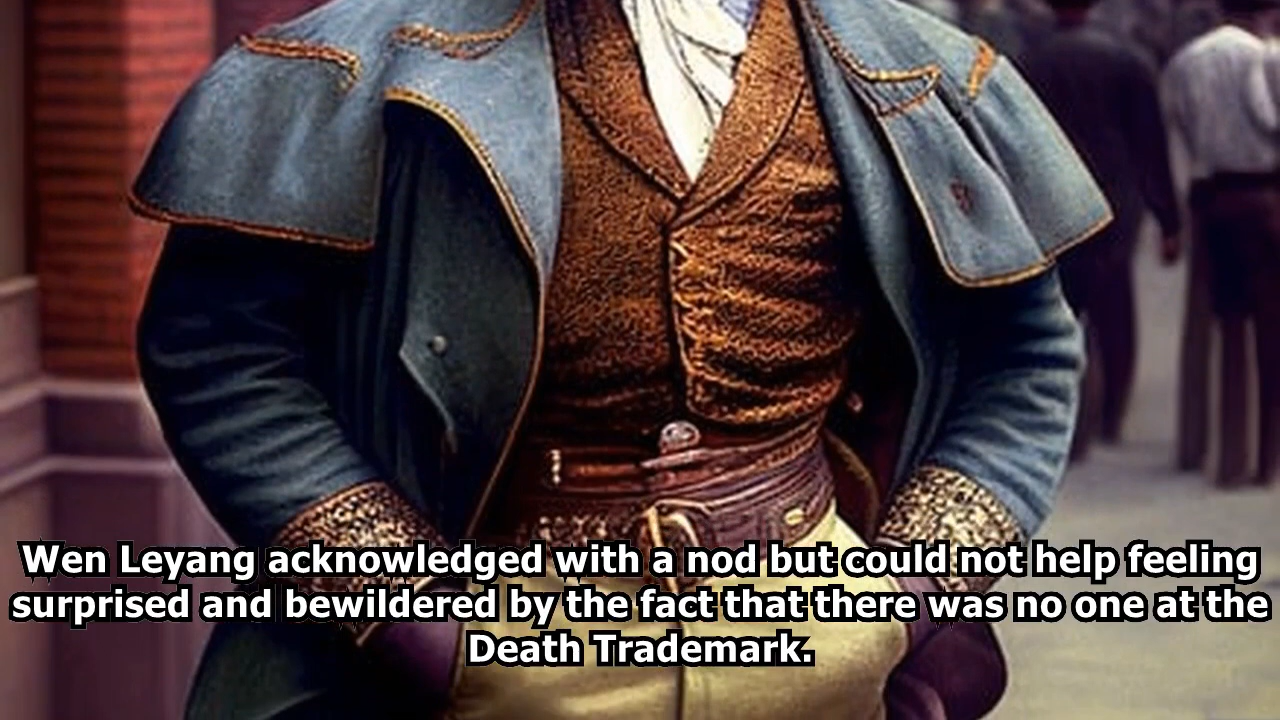 Wen Leyang acknowledged with a nod but could not help feeling
surprised and bewildered by the fact that there was no one at the
Death Trademark.